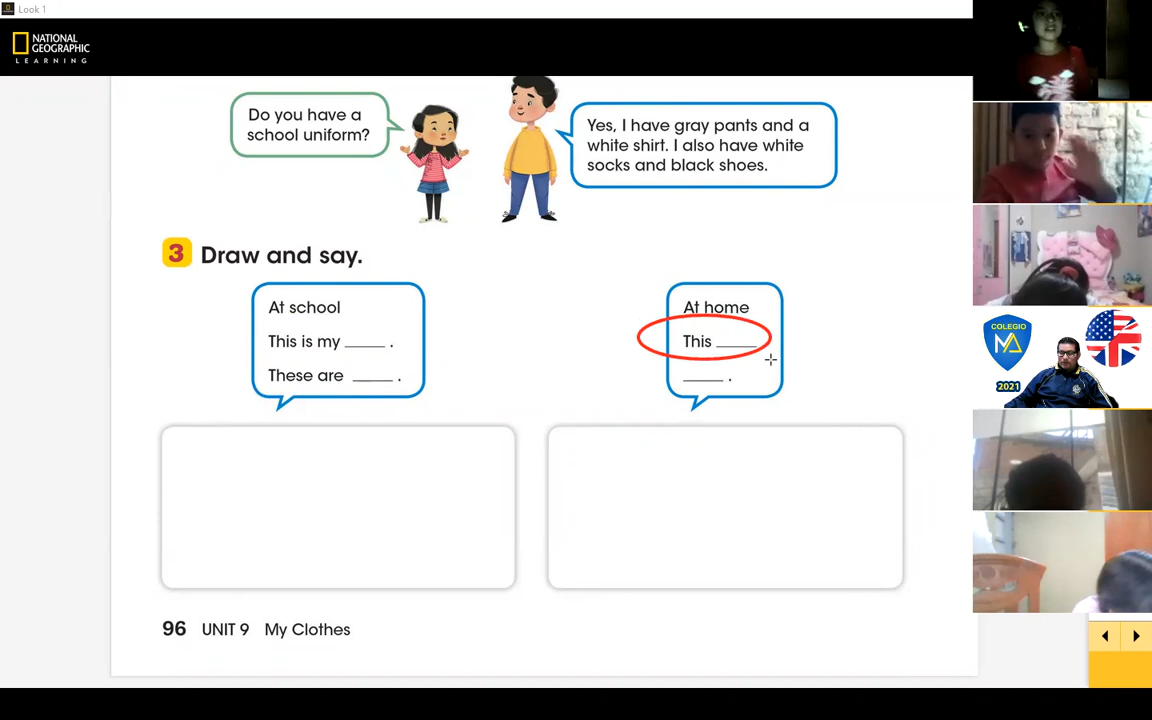 Look 1
NATIONAL
GEOGRAPHIC
LEARNING
Do you have a
school uniform?
Yes, I have gray pants and a
white shirt. I also have white
socks and black shoes.
3 Draw and say.
At school
This is my _____ .
These are _____ .
At home
This _____
_____ .
COLEGIO
MA
2021
96 UNIT 9 My Clothes